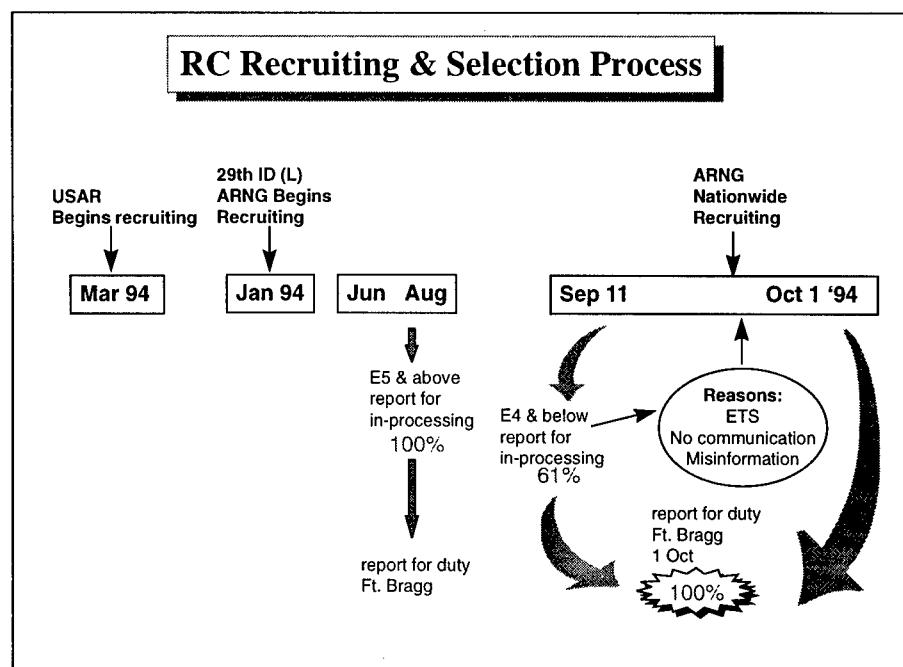 RC Recruiting & Selection Process
USAR
Begins recruiting
29th ID (L)
ARNG Begins
Recruiting
ARNG
Nationwide
Recruiting
Mar 94
Jan 94
Jun Aug
Sep 11 Oct 1 '94
E5 & above
report for
in-processing
100%
report for duty
Ft. Bragg
E4 & below
report for
in-processing
61%
Reasons:
ETS
No communication
Misinformation
report for duty
Ft. Bragg
1 Oct
100%